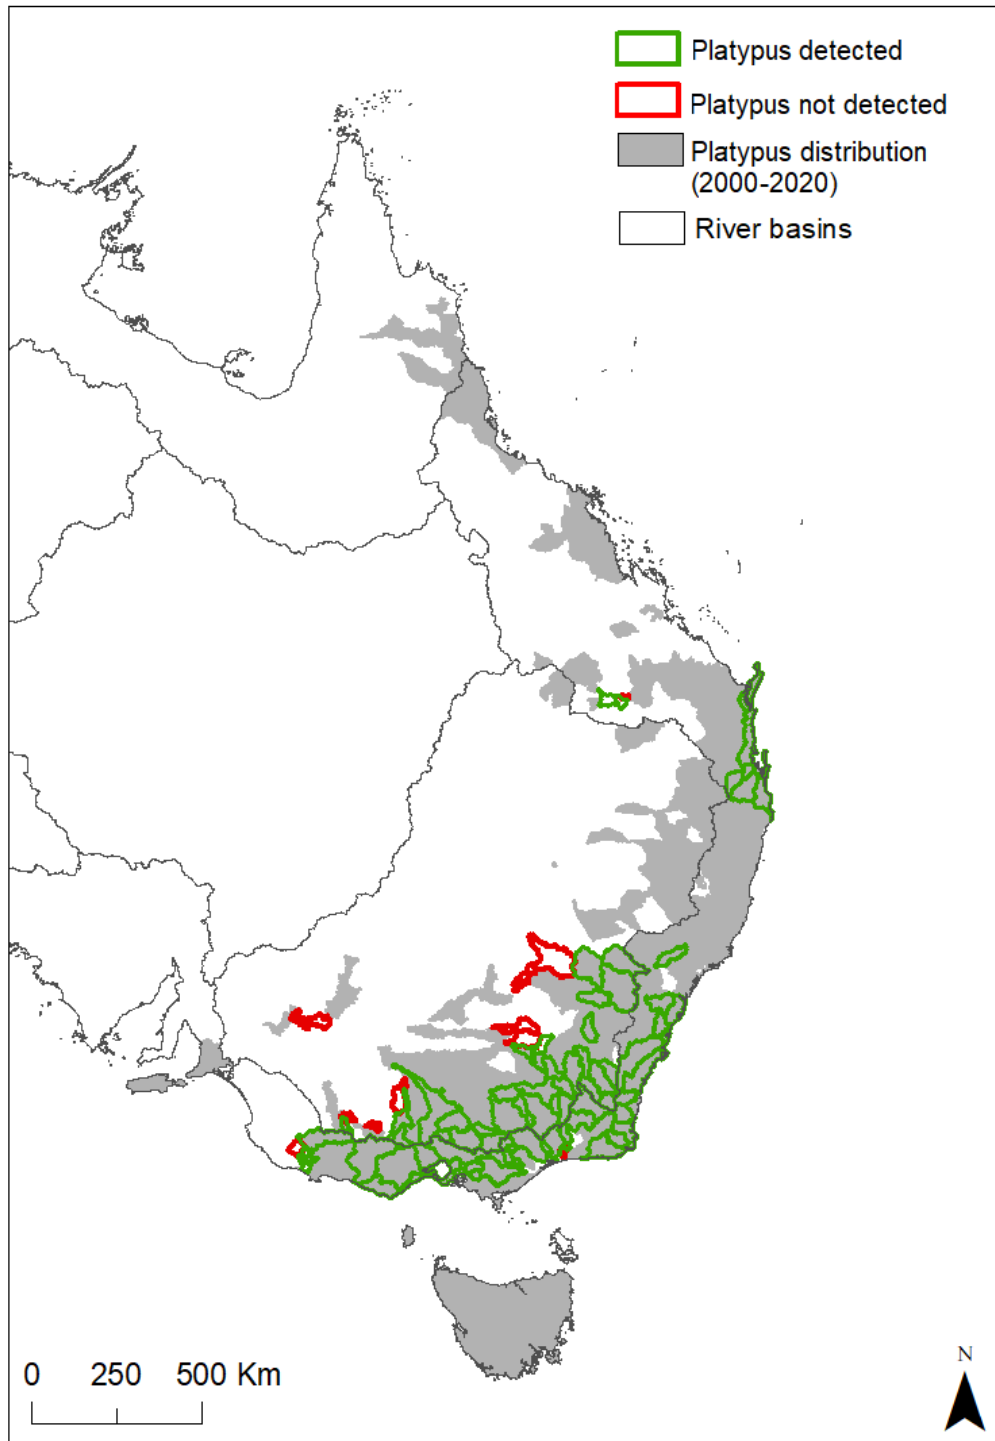 Platypus detected
Platypus not detected
Platypus distribution
(2000-2020)
River basins
0 250 500 Km
N